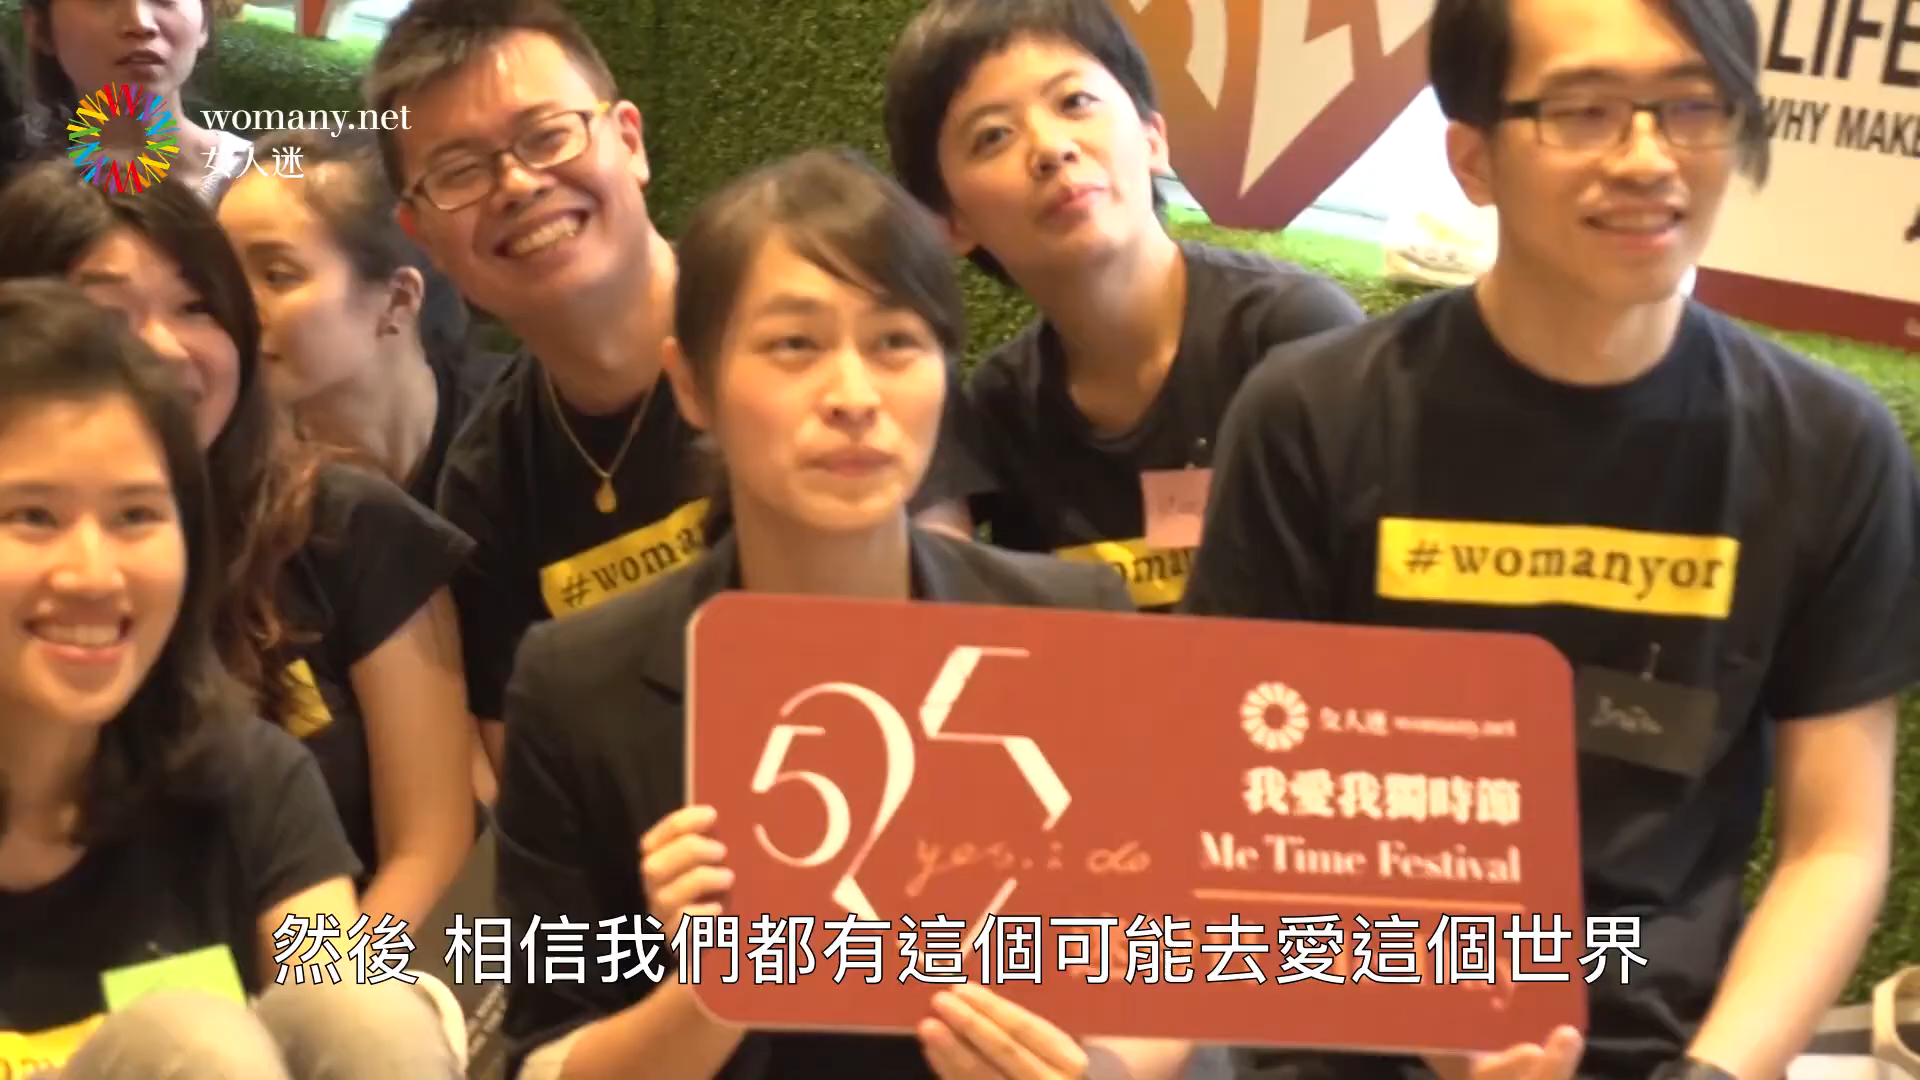 womany.net
女人迷
LIFE
WHY MAKE
#woma
oman
#womanyor
525
女人迷 womany.net
我愛我獨時節
yes, i do
Me Time Festival
然後 相信我們都有這個可能去愛這個世界